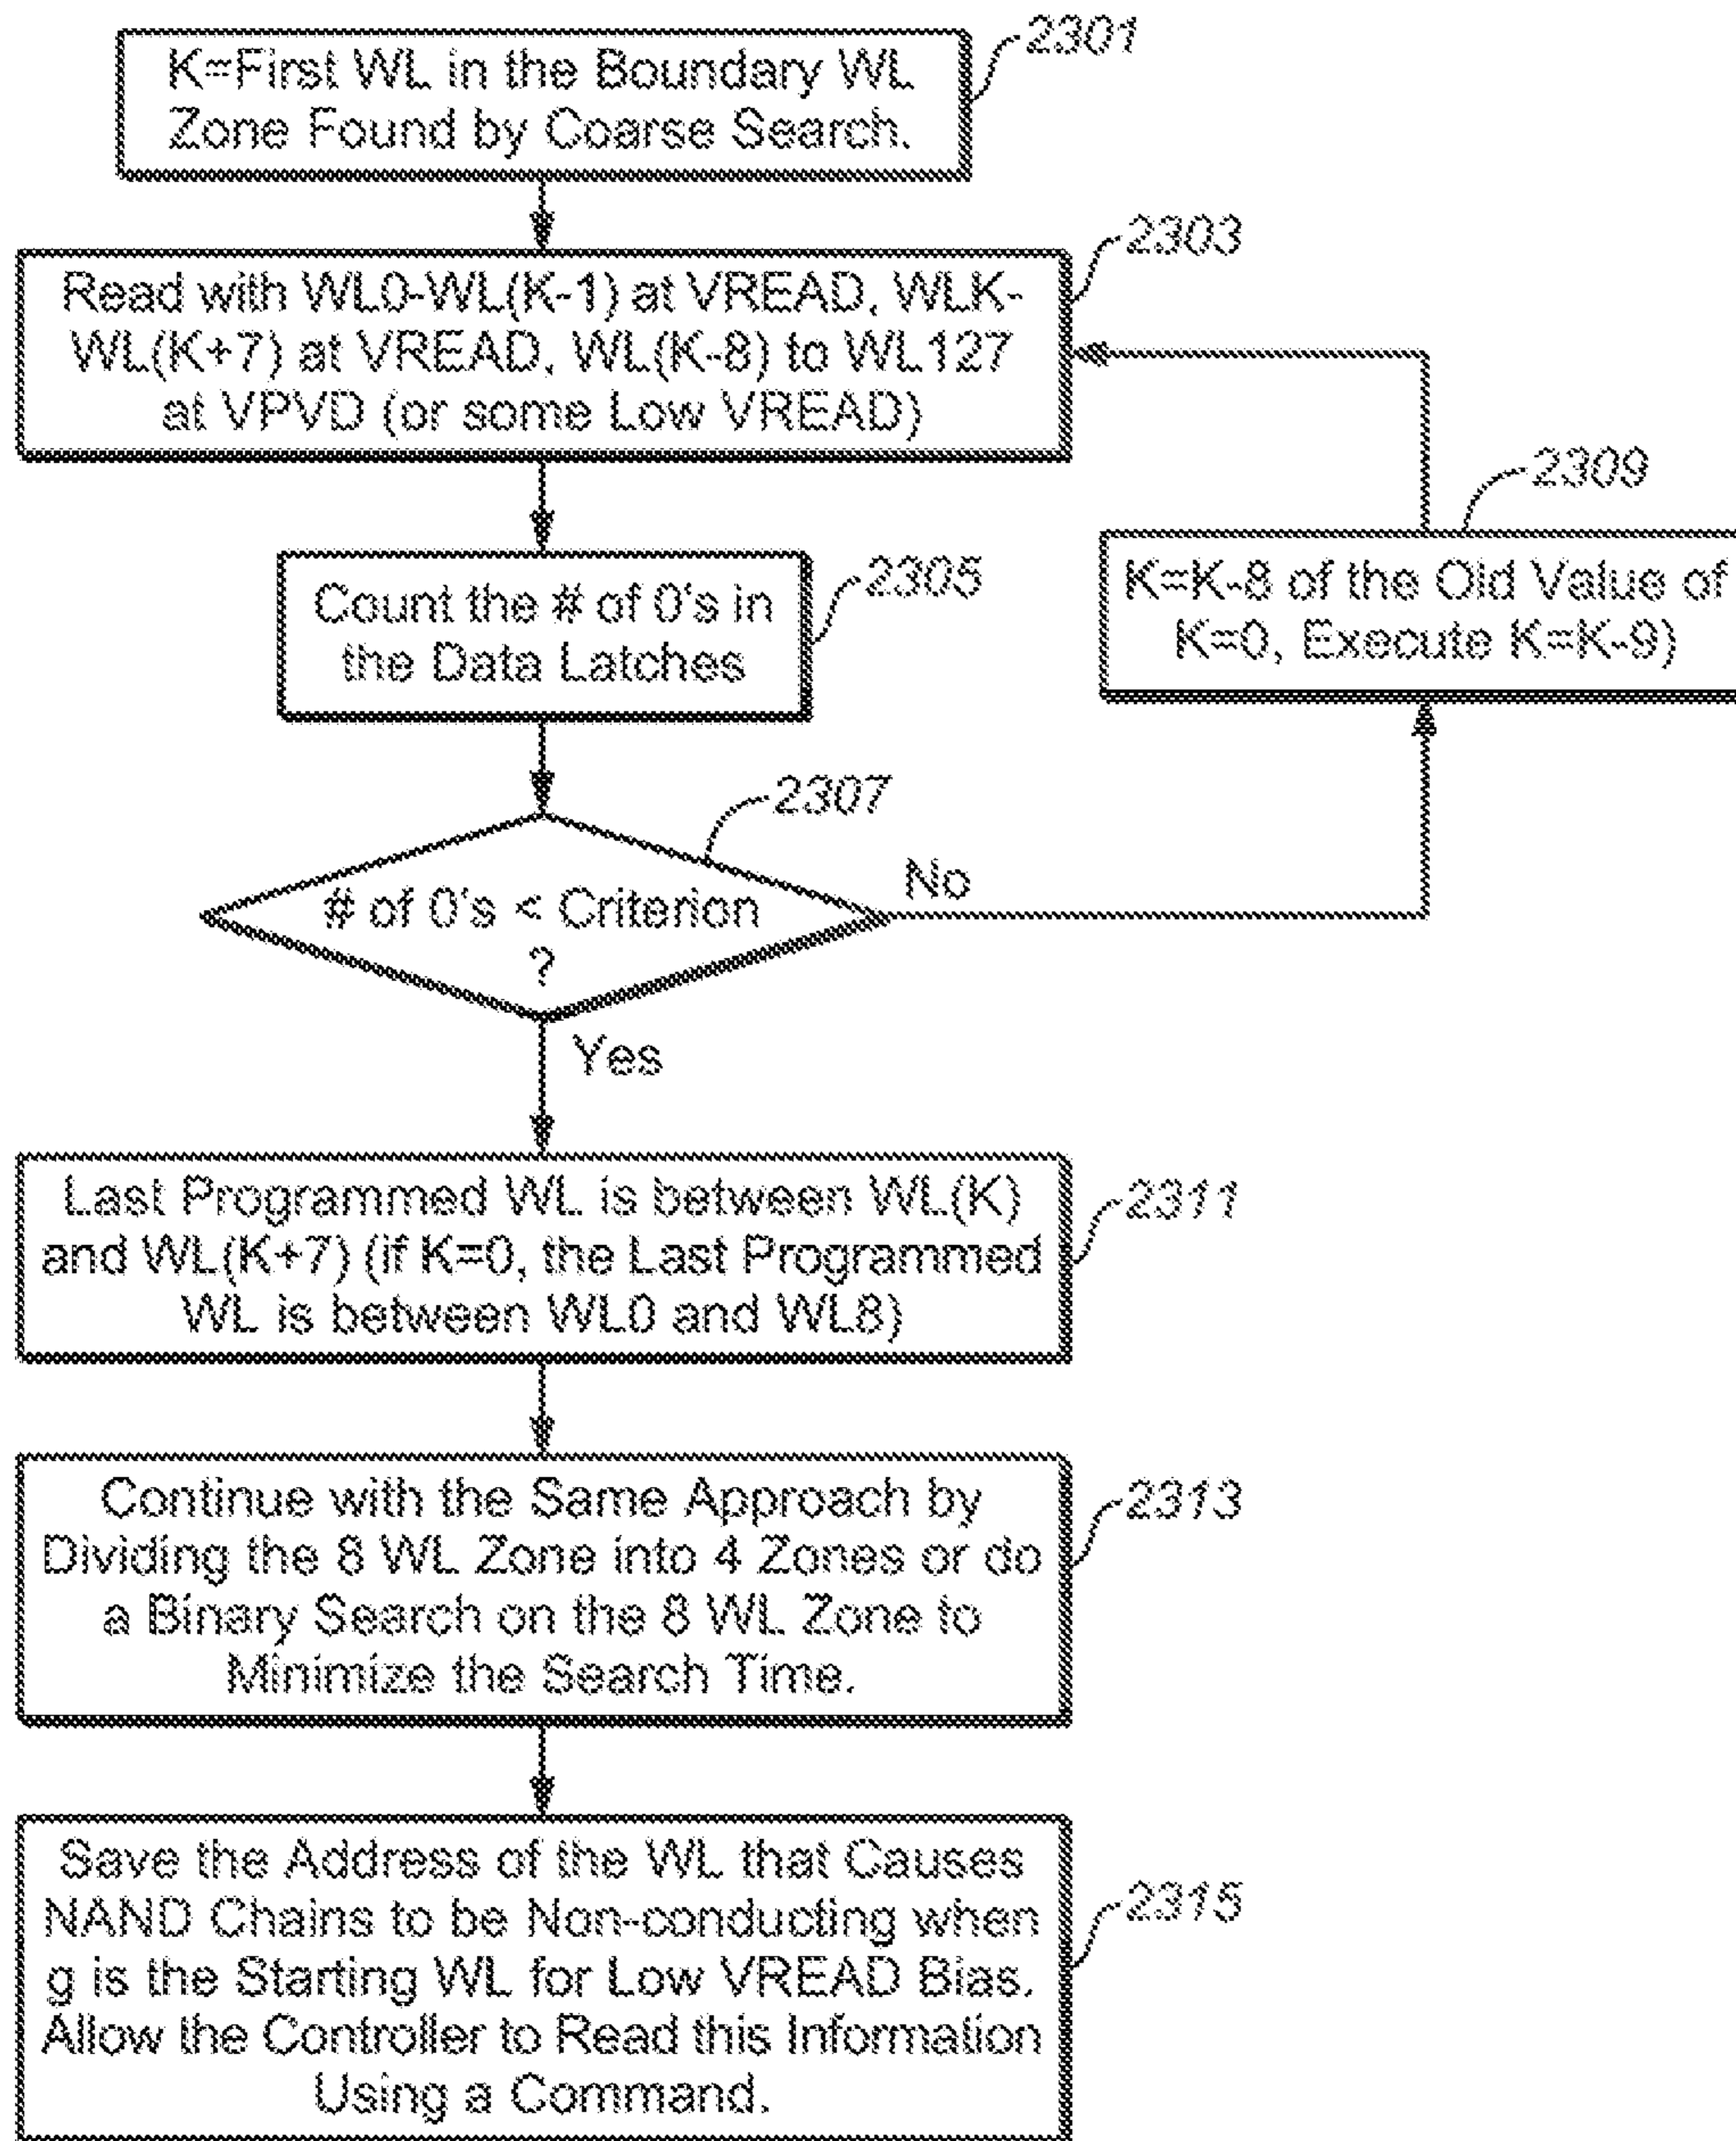 K=First WL in the Boundary WL
Zone Found by Coarse Search.
2301
Read with WL0-WL(K-1) at VREAD, WLK-
WL(K+7) at VREAD, WL(K-8) to WL127
at VPVD (or some Low VREAD)
2303
Count the # of 0's in
the Data Latches
2305
K=K-8 of the Old Value of
K=0, Execute K=K-9)
2309
# of 0's < Criterion
?
2307
No
Yes
Last Programmed WL is between WL(K)
and WL(K+7) (if K=0, the Last Programmed
WL is between WL0 and WL8)
2311
Continue with the Same Approach by
Dividing the 8 WL Zone into 4 Zones or do
a Binary Search on the 8 WL Zone to
Minimize the Search Time.
2313
Save the Address of the WL that Causes
NAND Chains to be Non-conducting when
g is the Starting WL for Low VREAD Bias.
Allow the Controller to Read this Information
Using a Command.
2315